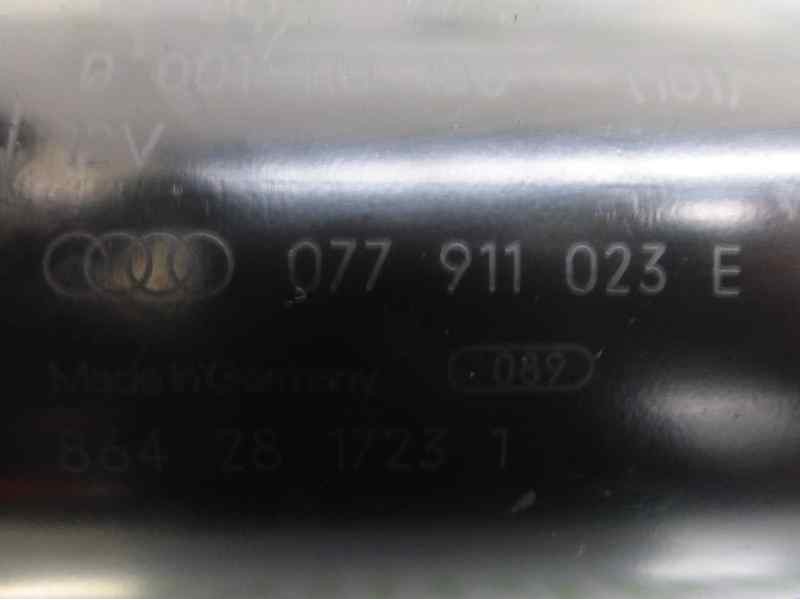 077 911 023 E
Made in Germany 089
864 28 1723 1